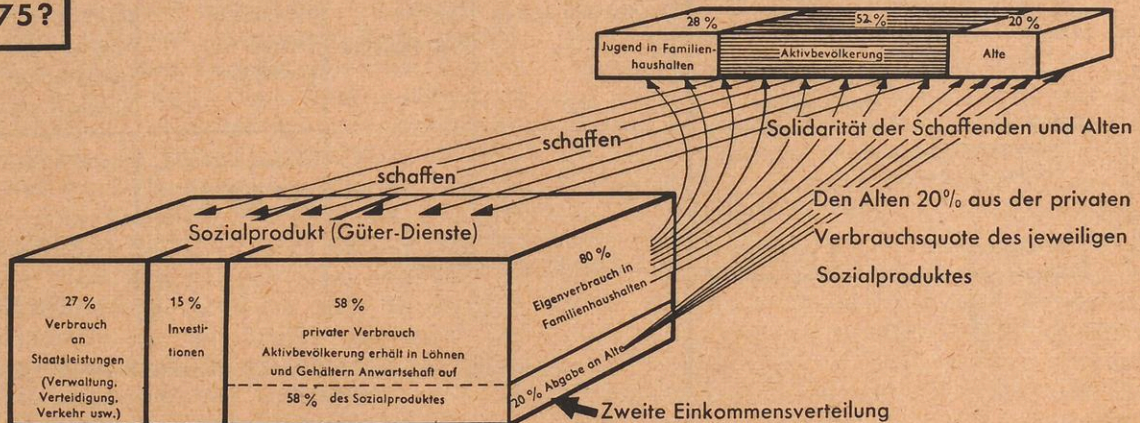 75?
28 %
52 %
20 %
Jugend in Familien-
haushalten
Aktivbevölkerung
Alte
schaffen
schaffen
Solidarität der Schaffenden und Alten
Den Alten 20% aus der privaten
Verbrauchsquote des jeweiligen
Sozialproduktes
Sozialprodukt (Güter-Dienste)
27 %
Verbrauch
an
Staatsleistungen
(Verwaltung,
Verteidigung,
Verkehr usw.)
15 %
Investi-
tionen
58 %
privater Verbrauch
Aktivbevölkerung erhält in Löhnen
und Gehältern Anwartschaft auf
58 % des Sozialproduktes
80 %
Eigenverbrauch in
Familienhaushalten
20 % Abgabe an Alte
Zweite Einkommensverteilung